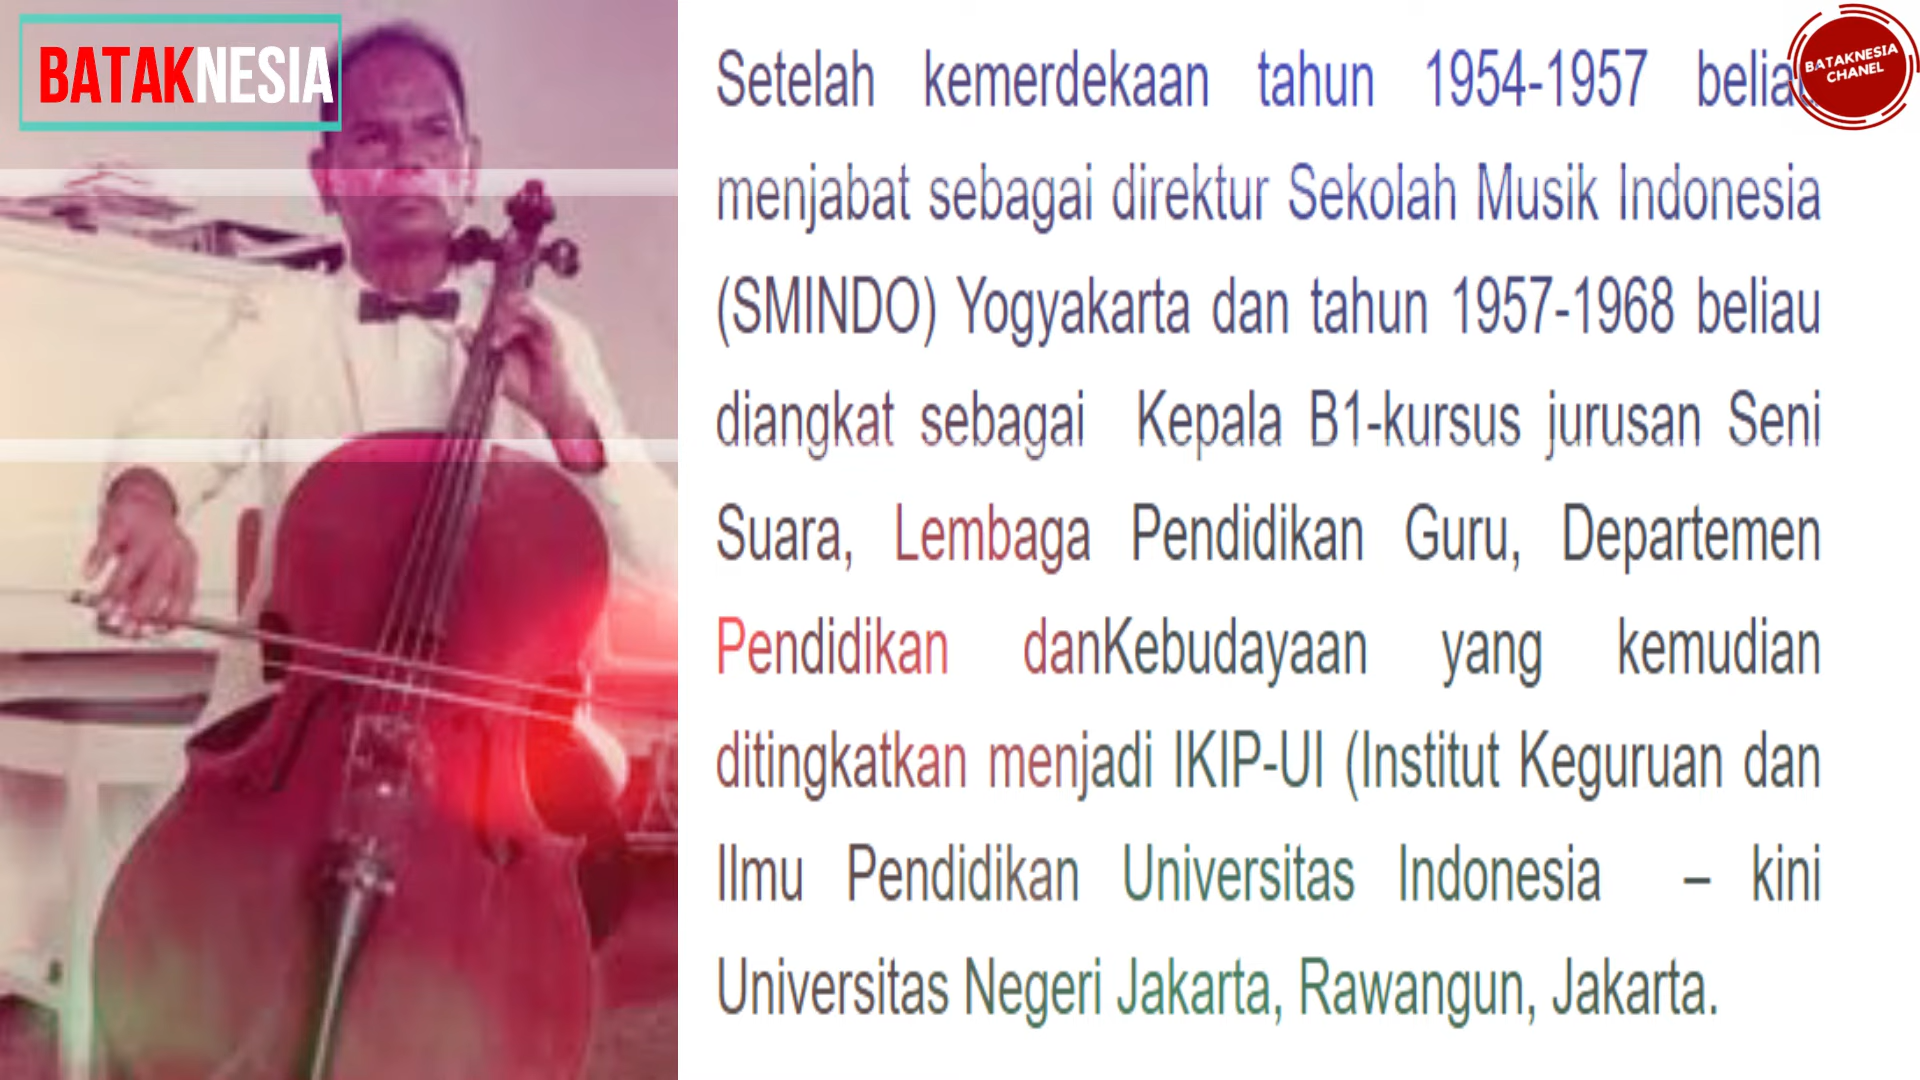 BATAKNESIA
BATAKNESIA
CHANEL
Setelah kemerdekaan tahun 1954-1957 beliau
menjabat sebagai direktur Sekolah Musik Indonesia
(SMINDO) Yogyakarta dan tahun 1957-1968 beliau
diangkat sebagai Kepala B1-kursus jurusan Seni
Suara, Lembaga Pendidikan Guru, Departemen
Pendidikan danKebudayaan yang kemudian
ditingkatkan menjadi IKIP-UI (Institut Keguruan dan
Ilmu Pendidikan Universitas Indonesia – kini
Universitas Negeri Jakarta, Rawangun, Jakarta.